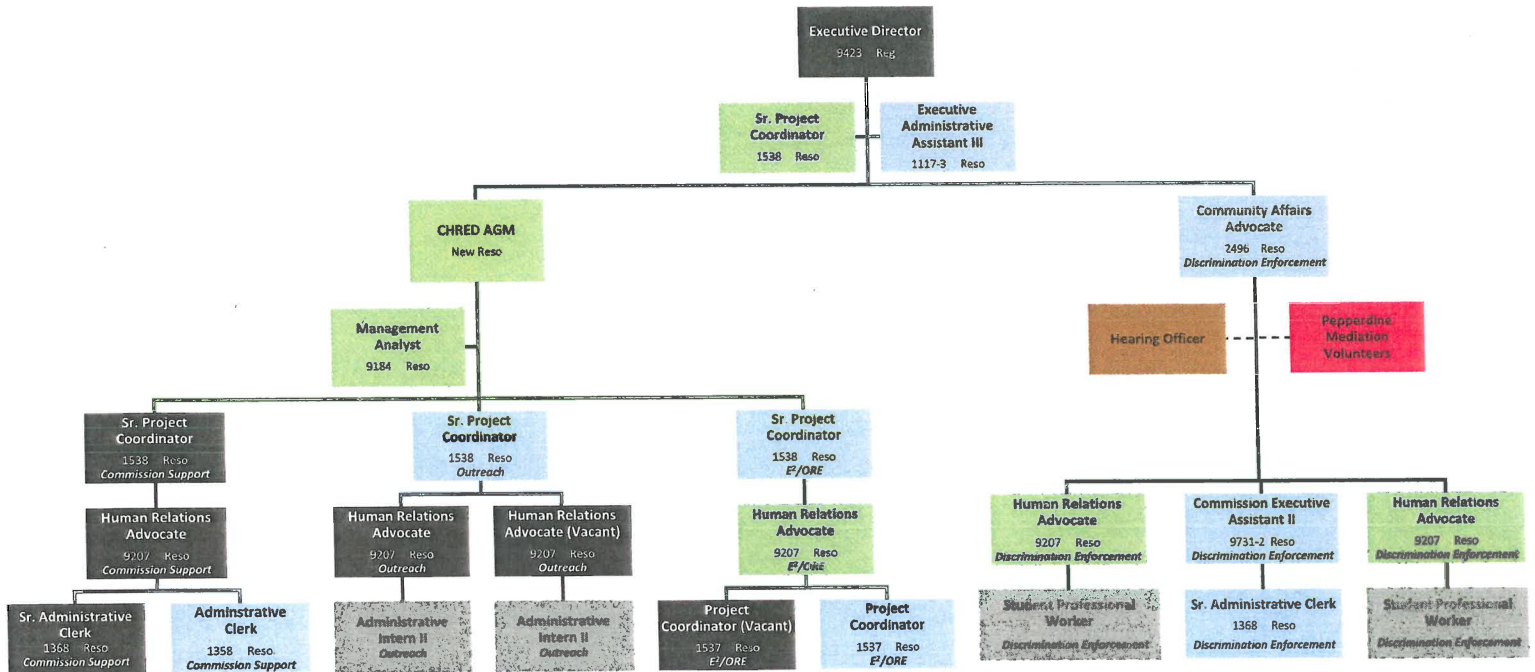 Executive Director
9423 Reg
Sr. Project
Coordinator
1538 Reso
Executive
Administrative
Assistant III
1117-3 Reso
CHRED AGM
New Reso
Community Affairs
Advocate
2496 Reso
Discrimination Enforcement
Management
Analyst
9184 Reso
Hearing Officer
Pepperdine
Mediation
Volunteers
Sr. Project
Coordinator
1538 Reso
Commission Support
Sr. Project
Coordinator
1538 Reso
Outreach
Sr. Project
Coordinator
1538 Reso
E²/ORE
Human Relations
Advocate
9207 Reso
Commission Support
Human Relations
Advocate
9207 Reso
Outreach
Human Relations
Advocate (Vacant)
9207 Reso
Outreach
Human Relations
Advocate
9207 Reso
E²/ORE
Human Relations
Advocate
9207 Reso
Discrimination Enforcement
Commission Executive
Assistant II
9731-2 Reso
Discrimination Enforcement
Human Relations
Advocate
9207 Reso
Discrimination Enforcement
Sr. Administrative
Clerk
1368 Reso
Commission Support
Adminstrative
Clerk
1358 Reso
Commission Support
Administrative
Intern II
Outreach
Administrative
Intern II
Outreach
Project
Coordinator (Vacant)
1537 Reso
E²/ORE
Project
Coordinator
1537 Reso
E²/ORE
Student Professional
Worker
Discrimination Enforcement
Sr. Administrative Clerk
1368 Reso
Discrimination Enforcement
Student Professional
Worker
Discrimination Enforcement